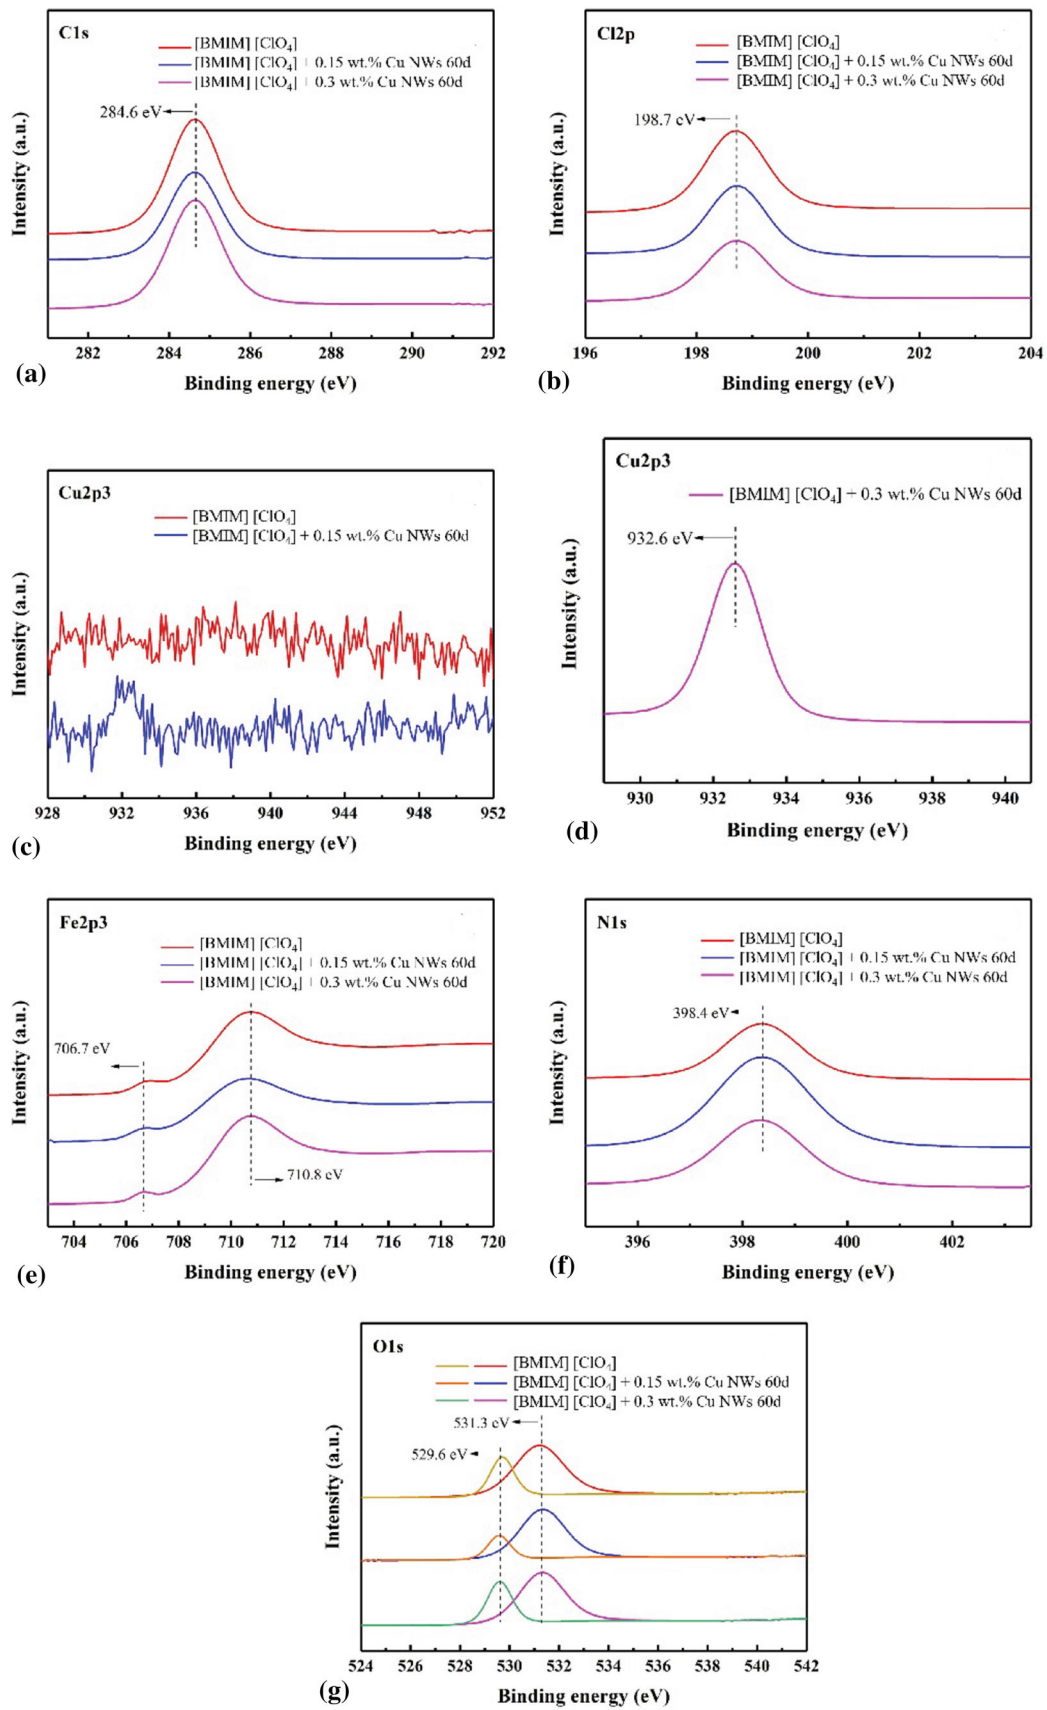 C1s
[BMIM] [ClO₄]
[BMIM] [ClO₄] + 0.15 wt.% Cu NWs 60d
[BMIM] [ClO₄] + 0.3 wt.% Cu NWs 60d
284.6 eV
Intensity (a.u.)
282 284 286 288 290 292
Binding energy (eV)
(a)
Cl2p
[BMIM] [ClO₄]
[BMIM] [ClO₄] + 0.15 wt.% Cu NWs 60d
[BMIM] [ClO₄] + 0.3 wt.% Cu NWs 60d
198.7 eV
Intensity (a.u.)
196 198 200 202 204
Binding energy (eV)
(b)
Cu2p3
[BMIM] [ClO₄]
[BMIM] [ClO₄] + 0.15 wt.% Cu NWs 60d
Intensity (a.u.)
928 932 936 940 944 948 952
Binding energy (eV)
(c)
Cu2p3
[BMIM] [ClO₄] + 0.3 wt.% Cu NWs 60d
932.6 eV
Intensity (a.u.)
930 932 934 936 938 940
Binding energy (eV)
(d)
Fe2p3
[BMIM] [ClO₄]
[BMIM] [ClO₄] + 0.15 wt.% Cu NWs 60d
[BMIM] [ClO₄] + 0.3 wt.% Cu NWs 60d
706.7 eV
710.8 eV
Intensity (a.u.)
704 706 708 710 712 714 716 718 720
Binding energy (eV)
(e)
N1s
[BMIM] [ClO₄]
[BMIM] [ClO₄] + 0.15 wt.% Cu NWs 60d
[BMIM] [ClO₄] + 0.3 wt.% Cu NWs 60d
398.4 eV
Intensity (a.u.)
396 398 400 402
Binding energy (eV)
(f)
O1s
[BMIM] [ClO₄]
[BMIM] [ClO₄] + 0.15 wt.% Cu NWs 60d
[BMIM] [ClO₄] + 0.3 wt.% Cu NWs 60d
531.3 eV
529.6 eV
Intensity (a.u.)
524 526 528 530 532 534 536 538 540 542
Binding energy (eV)
(g)